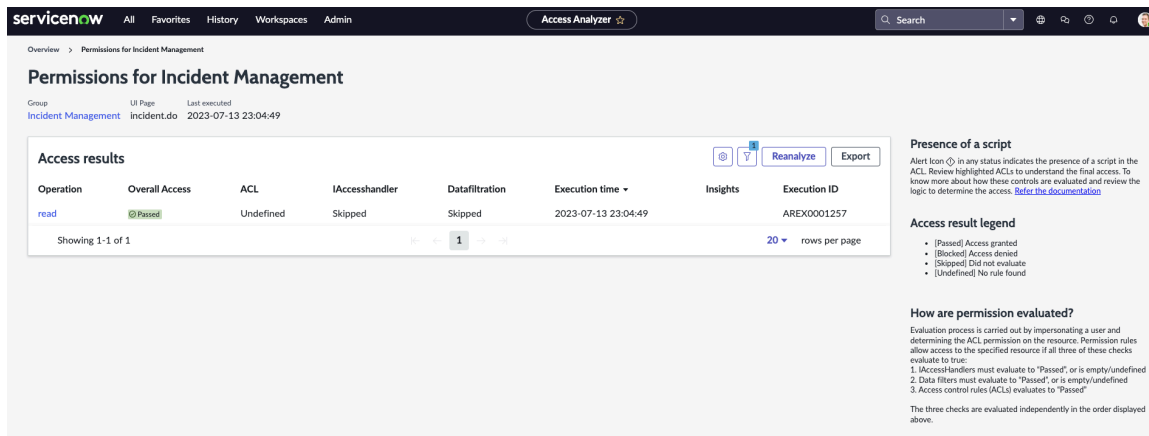 servicenow All Favorites History Workspaces Admin Access Analyzer Search
Overview > Permissions for Incident Management
Permissions for Incident Management
Group UI Page Last executed
Incident Management incident.do 2023-07-13 23:04:49
Access results 1 Reanalyze Export
Operation Overall Access ACL IAccesshandler Datafiltration Execution time Insights Execution ID
read Passed Undefined Skipped Skipped 2023-07-13 23:04:49 AREX0001257
Showing 1-1 of 1 1 20 rows per page
Presence of a script
Alert Icon in any status indicates the presence of a script in the
ACL. Review highlighted ACLs to understand the final access. To
know more about how these controls are evaluated and review the
logic to determine the access. Refer the documentation
Access result legend
• [Passed] Access granted
• [Blocked] Access denied
• [Skipped] Did not evaluate
• [Undefined] No rule found
How are permission evaluated?
Evaluation process is carried out by impersonating a user and
determining the ACL permission on the resource. Permission rules
allow access to the specified resource if all three of these checks
evaluate to true:
1. IAccessHandlers must evaluate to "Passed", or is empty/undefined
2. Data filters must evaluate to "Passed", or is empty/undefined
3. Access control rules (ACLs) evaluates to "Passed"
The three checks are evaluated independently in the order displayed
above.